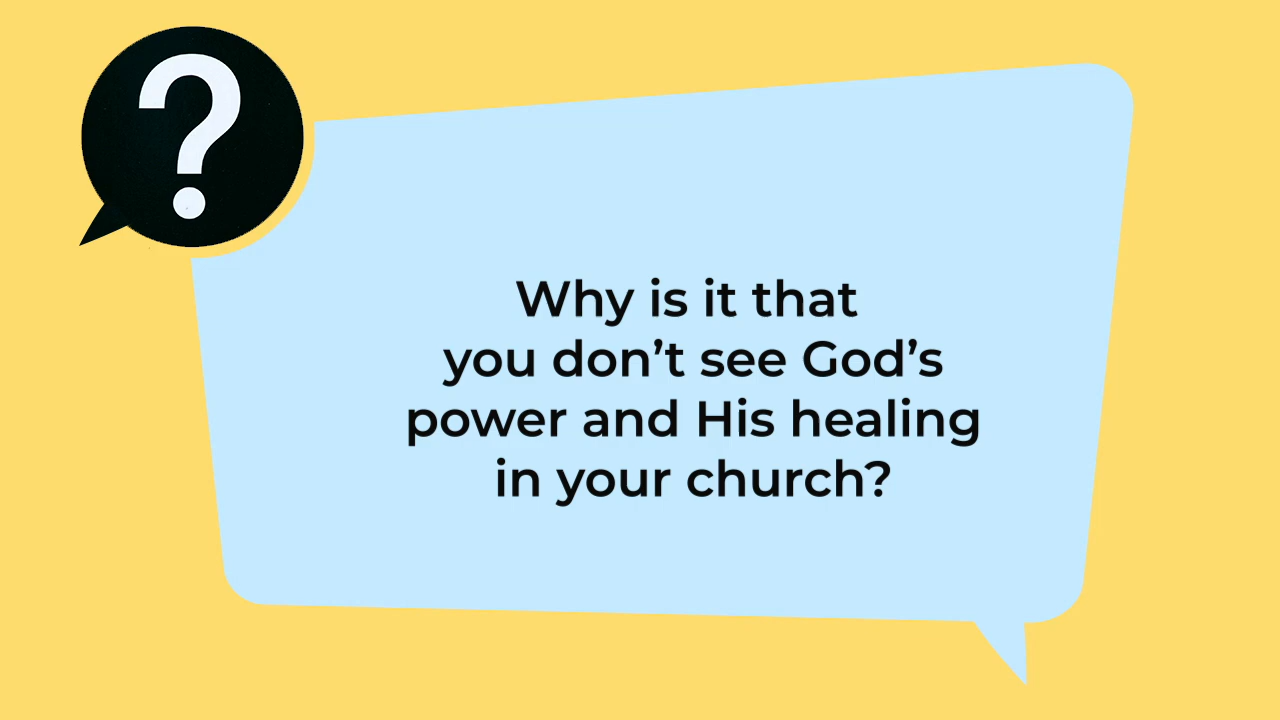 ?
Why is it that
you don’t see God’s
power and His healing
in your church?